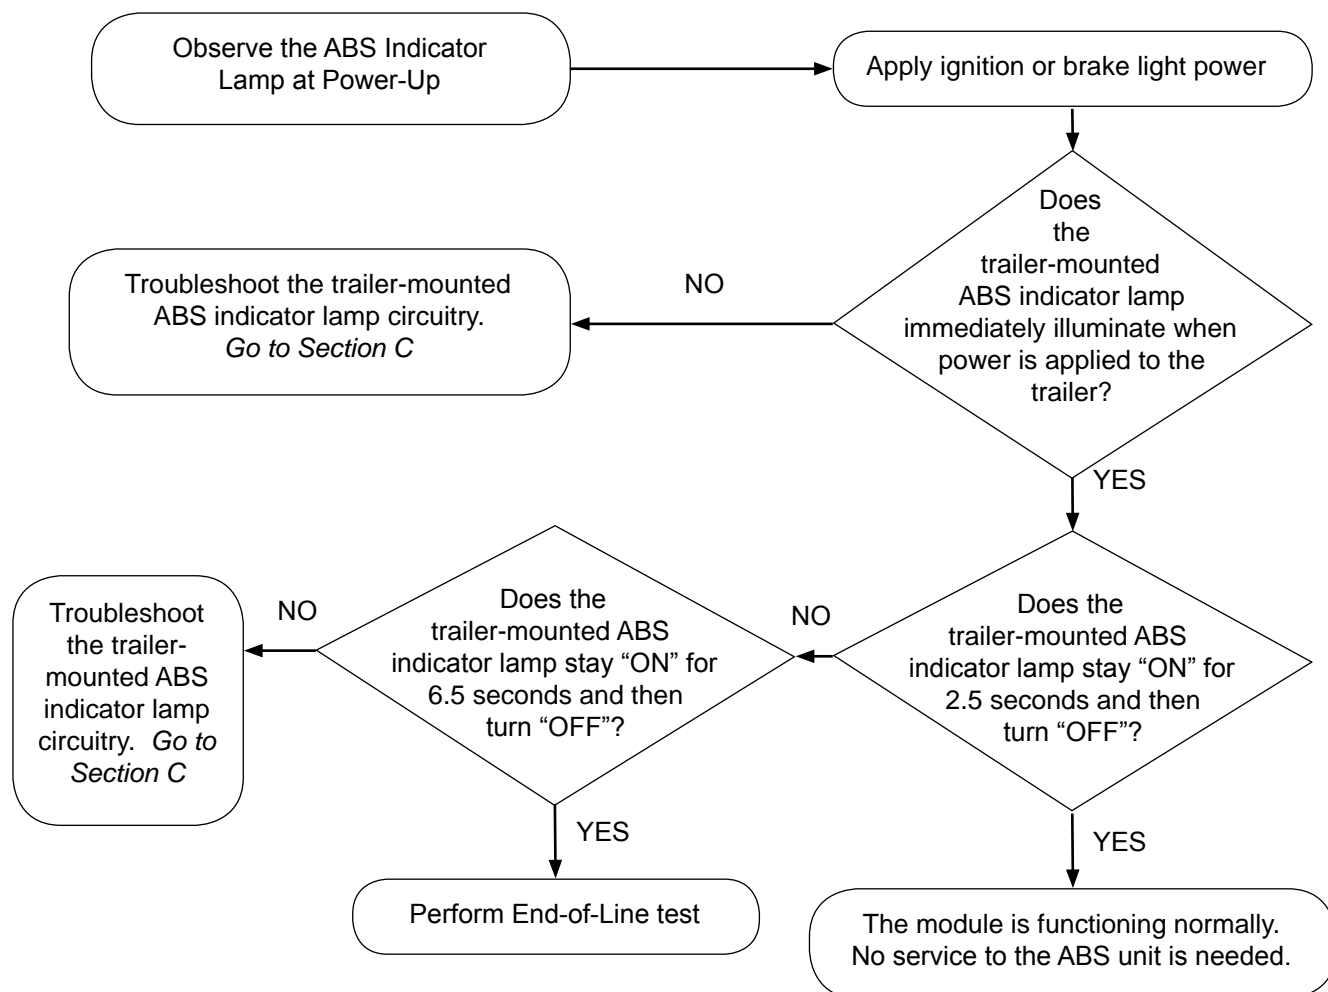 Observe the ABS Indicator
Lamp at Power-Up
Apply ignition or brake light power
Does
the
trailer-mounted
ABS indicator lamp
immediately illuminate when
power is applied to the
trailer?
NO
Troubleshoot the trailer-mounted
ABS indicator lamp circuitry.
Go to Section C
YES
Does the
trailer-mounted ABS
indicator lamp stay “ON” for
2.5 seconds and then
turn “OFF”?
NO
Does the
trailer-mounted ABS
indicator lamp stay “ON” for
6.5 seconds and then
turn “OFF”?
NO
Troubleshoot
the trailer-
mounted ABS
indicator lamp
circuitry.  Go to
Section C
YES
Perform End-of-Line test
YES
The module is functioning normally.
No service to the ABS unit is needed.